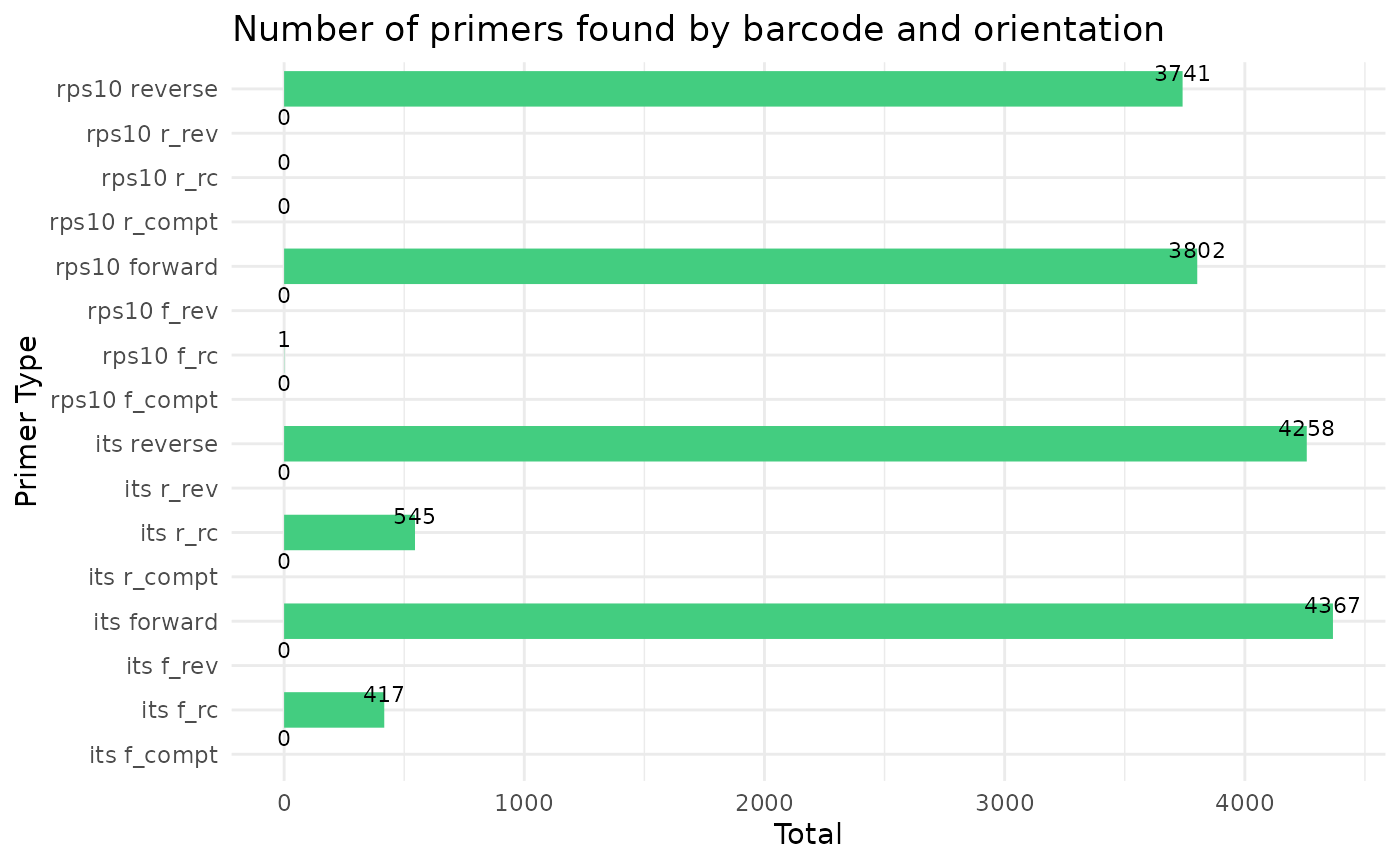 Number of primers found by barcode and orientation
Primer Type
rps10 reverse 3741
rps10 r_rev 0
rps10 r_rc 0
rps10 r_compt 0
rps10 forward 3802
rps10 f_rev 0
rps10 f_rc 1
rps10 f_compt 0
its reverse 4258
its r_rev 0
its r_rc 545
its r_compt 0
its forward 4367
its f_rev 0
its f_rc 417
its f_compt 0
0 1000 2000 3000 4000
Total